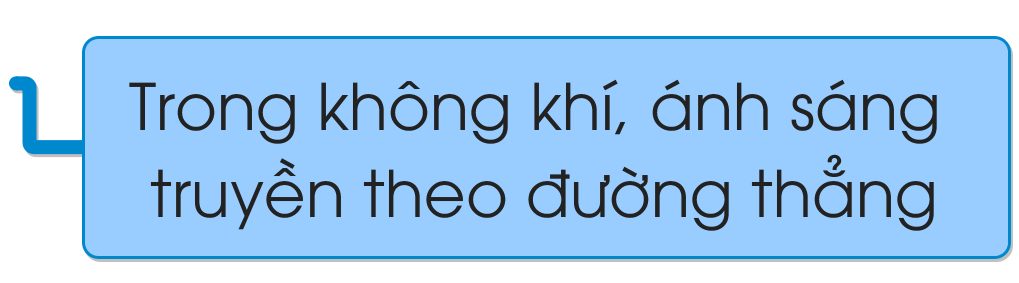 Trong không khí, ánh sáng
truyền theo đường thẳng